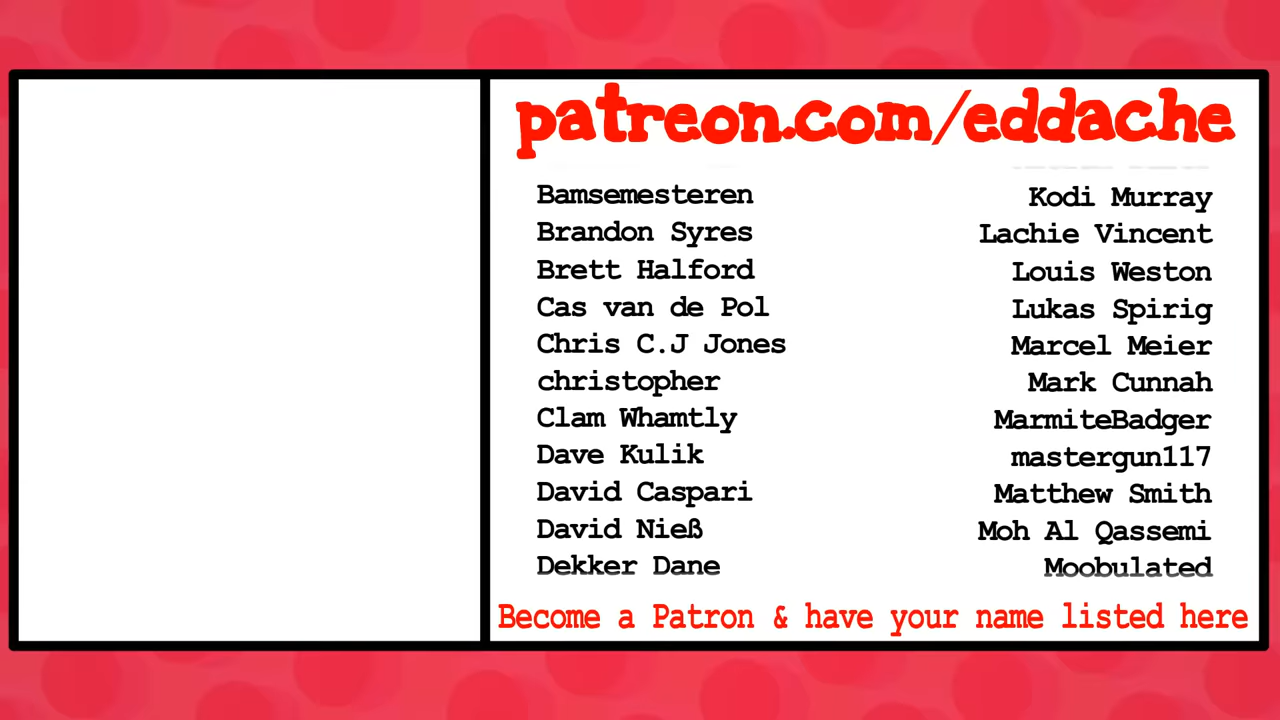 patreon.com/eddache
Bamsemesteren
Brandon Syres
Brett Halford
Cas van de Pol
Chris C.J Jones
christopher
Clam Whamtly
Dave Kulik
David Caspari
David Nieß
Dekker Dane
Kodi Murray
Lachie Vincent
Louis Weston
Lukas Spirig
Marcel Meier
Mark Cunnah
MarmiteBadger
mastergun117
Matthew Smith
Moh Al Qassemi
Moobulated
Become a Patron & have your name listed here